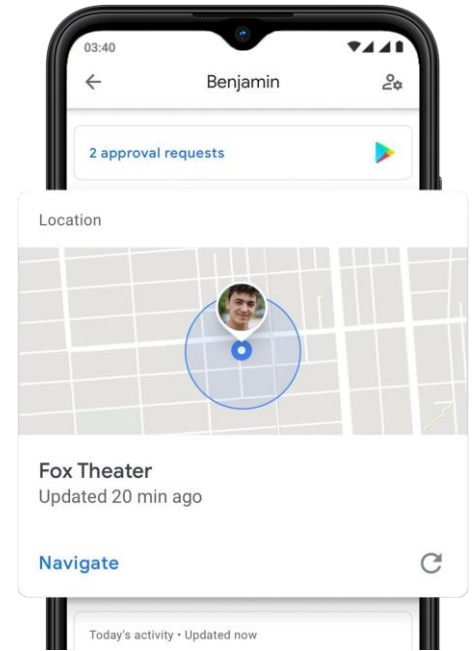 03:40
Benjamin
2 approval requests
Location
Fox Theater
Updated 20 min ago
Navigate
Today's activity • Updated now